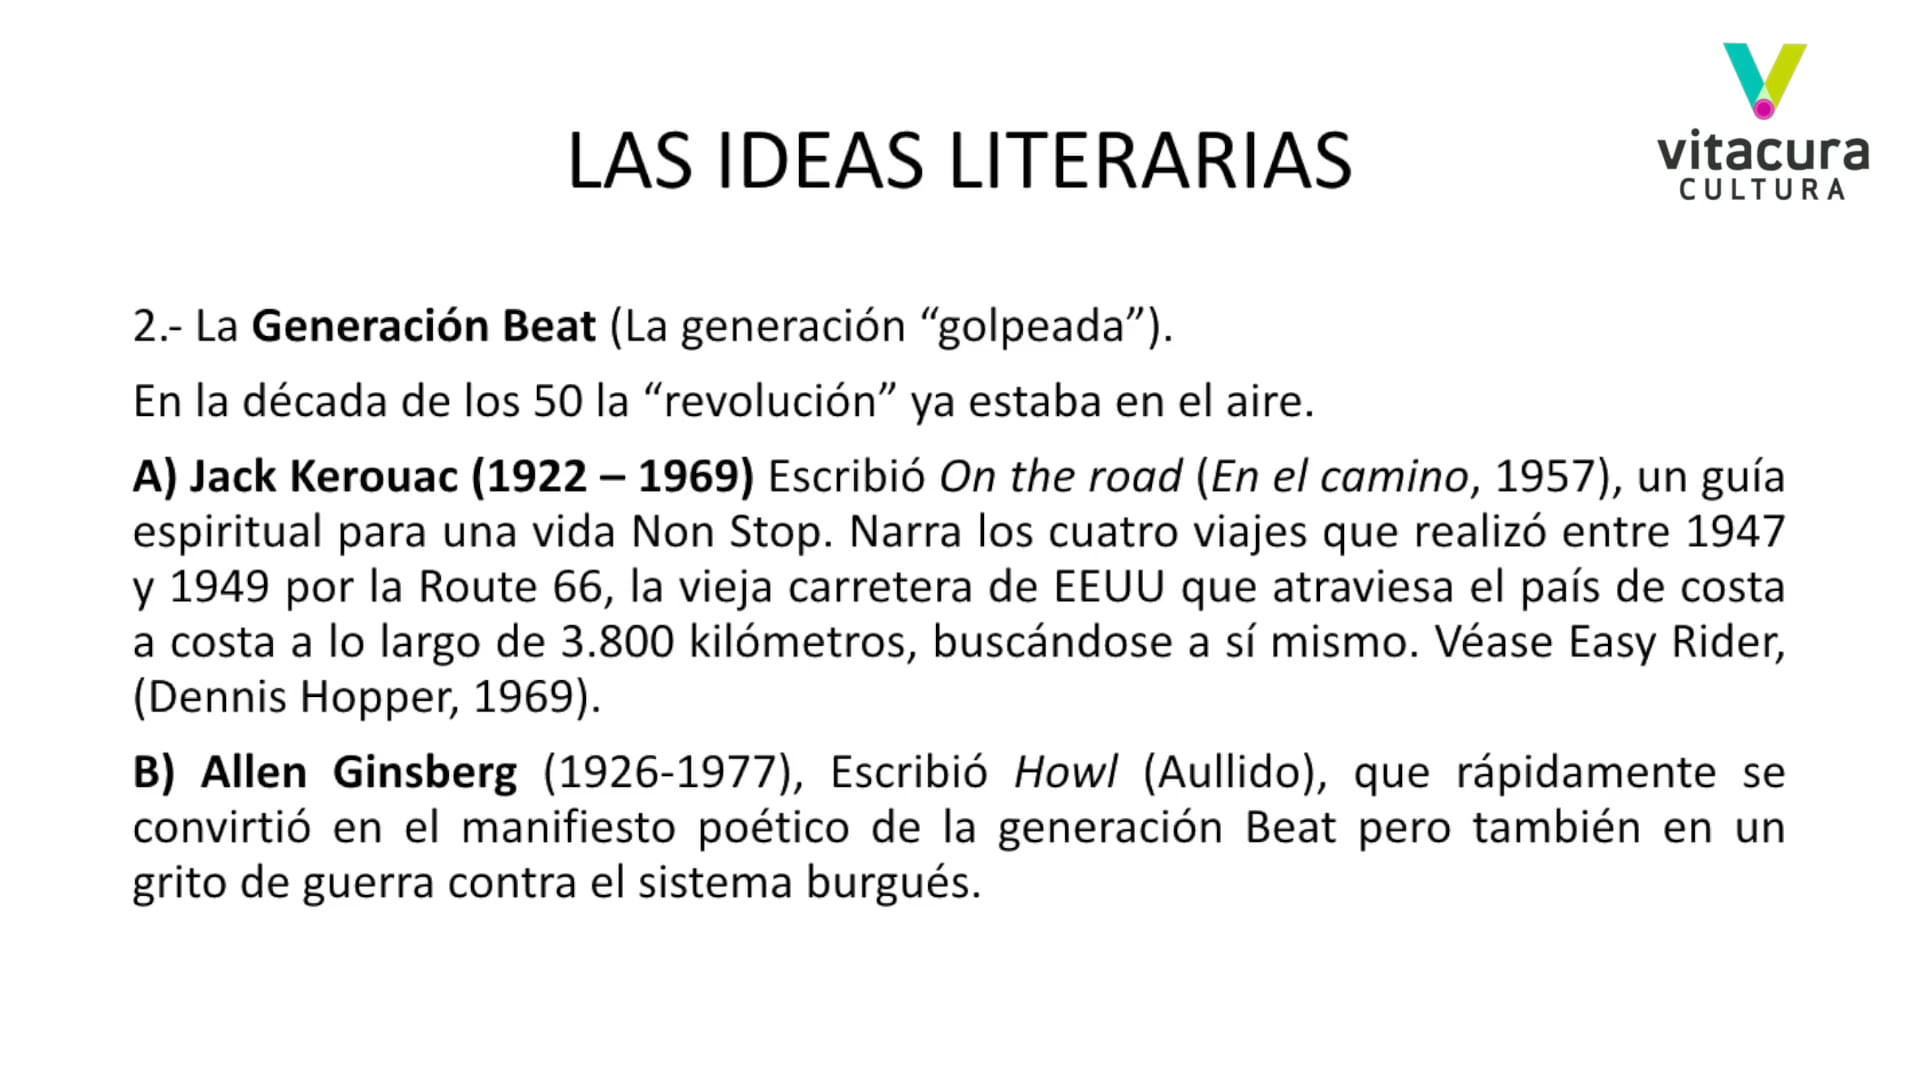 vitacura
CULTURA
LAS IDEAS LITERARIAS
2.- La Generación Beat (La generación “golpeada”).
En la década de los 50 la “revolución” ya estaba en el aire.
A) Jack Kerouac (1922 – 1969) Escribió On the road (En el camino, 1957), un guía
espiritual para una vida Non Stop. Narra los cuatro viajes que realizó entre 1947
y 1949 por la Route 66, la vieja carretera de EEUU que atraviesa el país de costa
a costa a lo largo de 3.800 kilómetros, buscándose a sí mismo. Véase Easy Rider,
(Dennis Hopper, 1969).
B) Allen Ginsberg (1926-1977), Escribió Howl (Aullido), que rápidamente se
convirtió en el manifiesto poético de la generación Beat pero también en un
grito de guerra contra el sistema burgués.